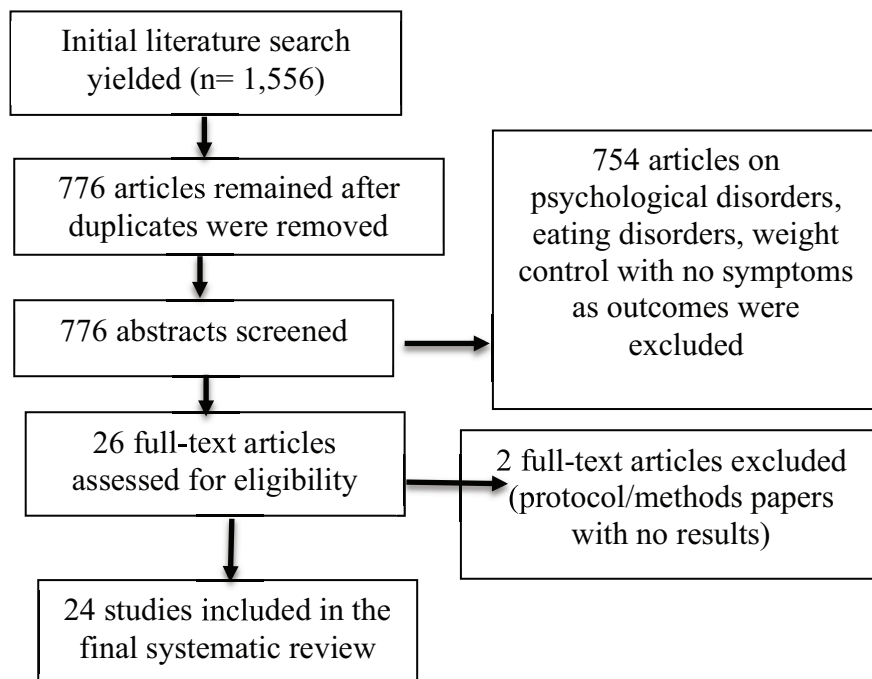 Initial literature search
yielded (n= 1,556)
776 articles remained after
duplicates were removed
754 articles on
psychological disorders,
eating disorders, weight
control with no symptoms
as outcomes were
excluded
776 abstracts screened
26 full-text articles
assessed for eligibility
2 full-text articles excluded
(protocol/methods papers
with no results)
24 studies included in the
final systematic review